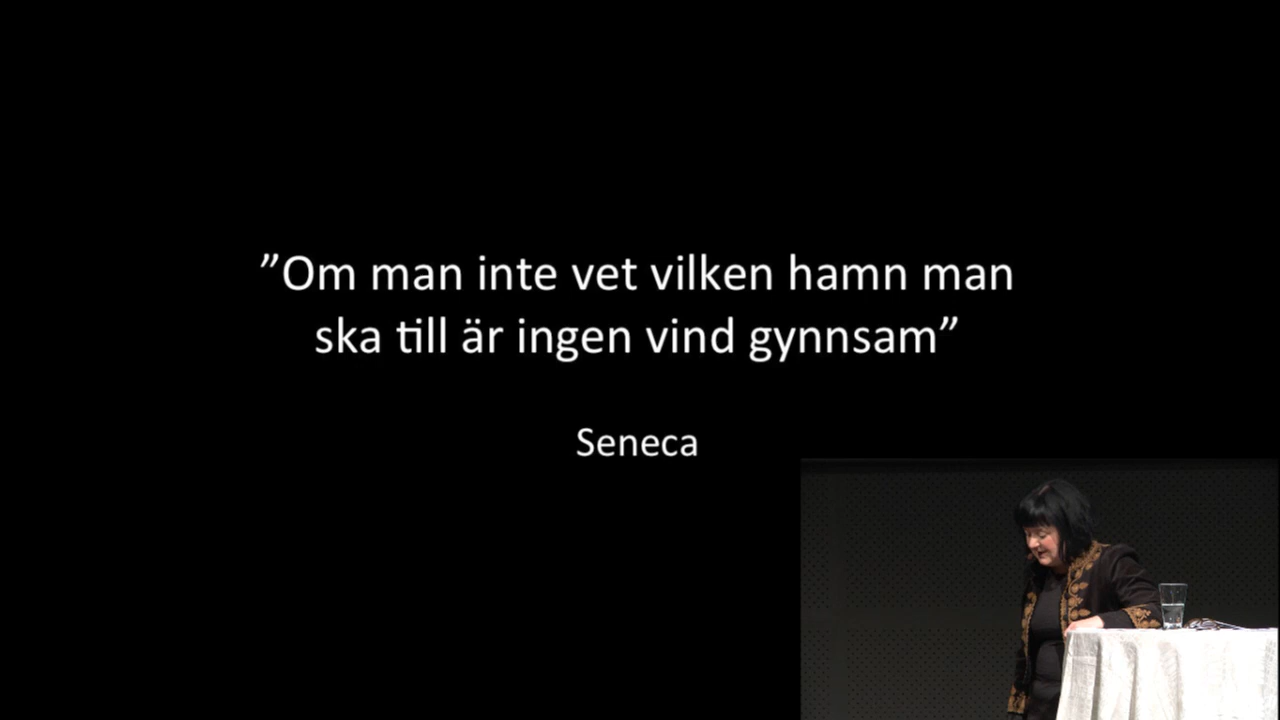 ”Om man inte vet vilken hamn man
ska till är ingen vind gynnsam”
Seneca